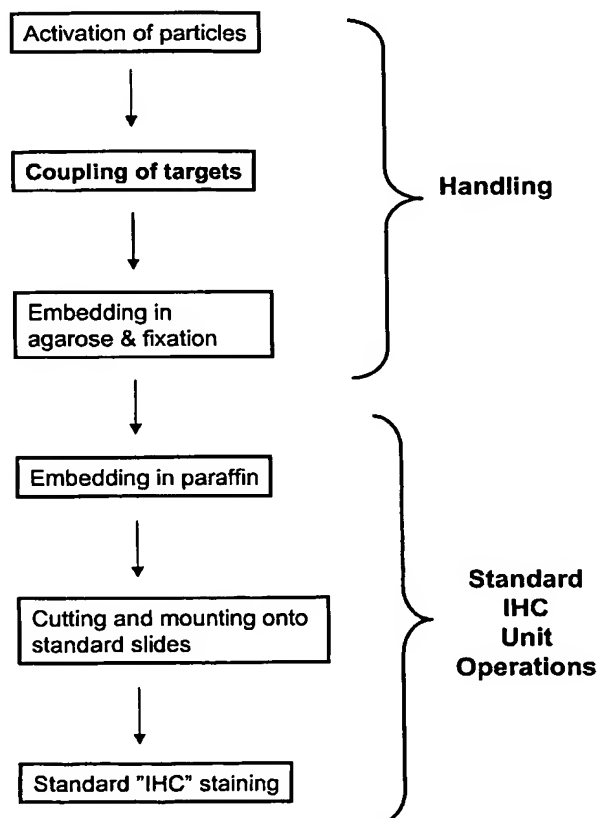 Activation of particles
Coupling of targets
Handling
Embedding in
agarose & fixation
Embedding in paraffin
Cutting and mounting onto
standard slides
Standard
IHC
Unit
Operations
Standard "IHC" staining